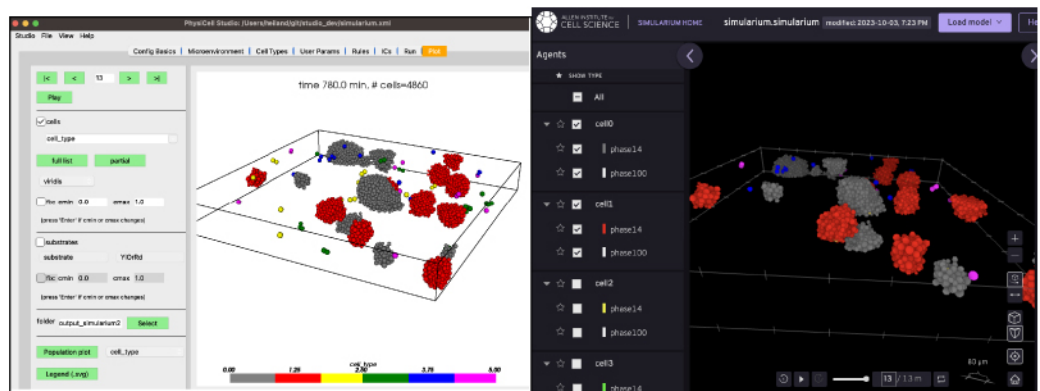 PhysiCell Studio: /Users/heiland/git/studio_dev/simularium.xml
Studio File View Help
Config Basics | Microenvironment | Cell Types | User Params | Rules | ICs | Run | Plot
|< < 13 > >|
Play
cells
cell_type
full list partial
viridis
fix cmin 0.0 cmax 1.0
(press 'Enter' if cmin or cmax changes)
substrates
substrate YlOrRd
fix cmin 0.0 cmax 1.0
(press 'Enter' if cmin or cmax changes)
folder output_simularium2 Select
Population plot cell_type
Legend (.svg)
time 780.0 min, # cells=4860
cell_type
0.00 1.25 2.50 3.75 5.00
ALLEN INSTITUTE for
CELL SCIENCE | SIMULARIUM HOME
simularium.simularium modified: 2023-10-03, 7:23 PM
Load model
He
Agents
SHOW TYPE
All
cell0
phase14
phase100
cell1
phase14
phase100
cell2
phase14
phase100
cell3
phase14
80 µm
13 / 13 m